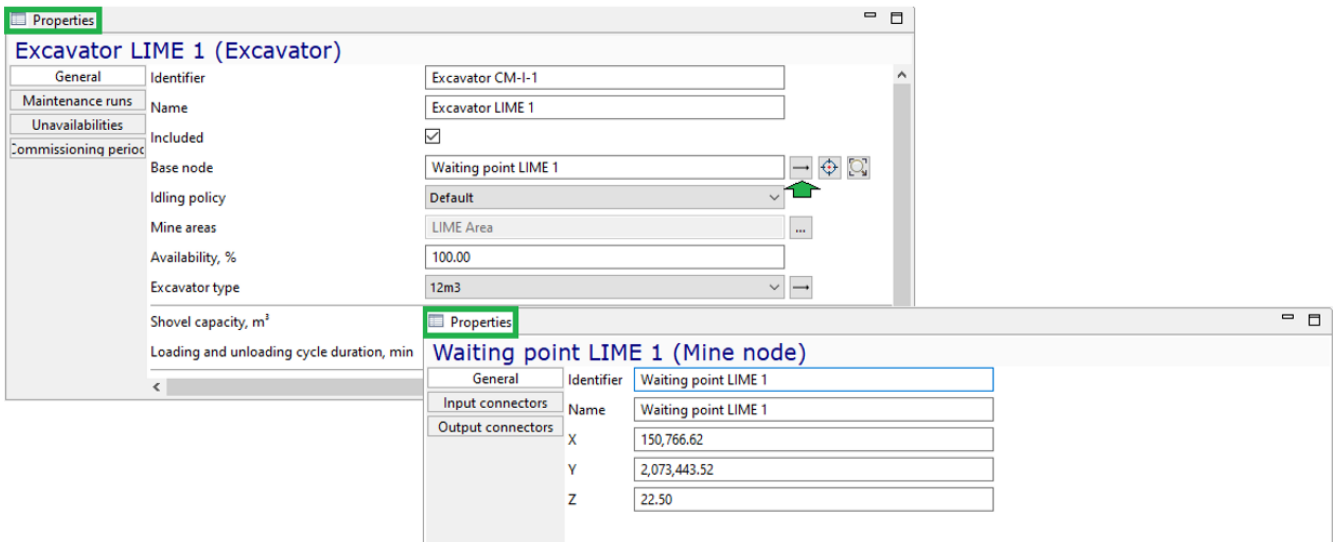 Properties
Excavator LIME 1 (Excavator)
General
Maintenance runs
Unavailabilities
Commissioning period
Identifier Excavator CM-I-1
Name Excavator LIME 1
Included
Base node Waiting point LIME 1
Idling policy Default
Mine areas LIME Area ...
Availability, % 100.00
Excavator type 12m3
Shovel capacity, m³
Loading and unloading cycle duration, min
Properties
Waiting point LIME 1 (Mine node)
General
Input connectors
Output connectors
Identifier Waiting point LIME 1
Name Waiting point LIME 1
X 150,766.62
Y 2,073,443.52
Z 22.50